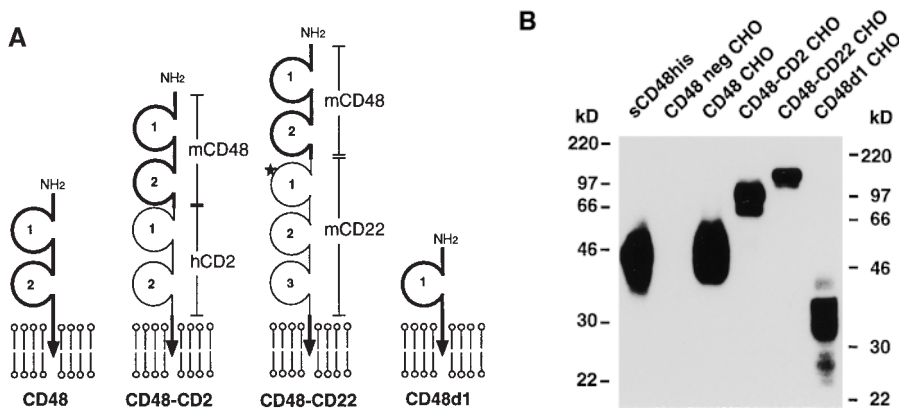 A
NH2
1
2
CD48
NH2
1
2
1
2
mCD48
hCD2
CD48-CD2
NH2
1
2
★
1
2
3
mCD48
mCD22
CD48-CD22
NH2
1
CD48d1
B
sCD48his
CD48 neg CHO
CD48 CHO
CD48-CD2 CHO
CD48-CD22 CHO
CD48d1 CHO
kD
220 –
97 –
66 –
46 –
30 –
22 –
kD
– 220
– 97
– 66
– 46
– 30
– 22